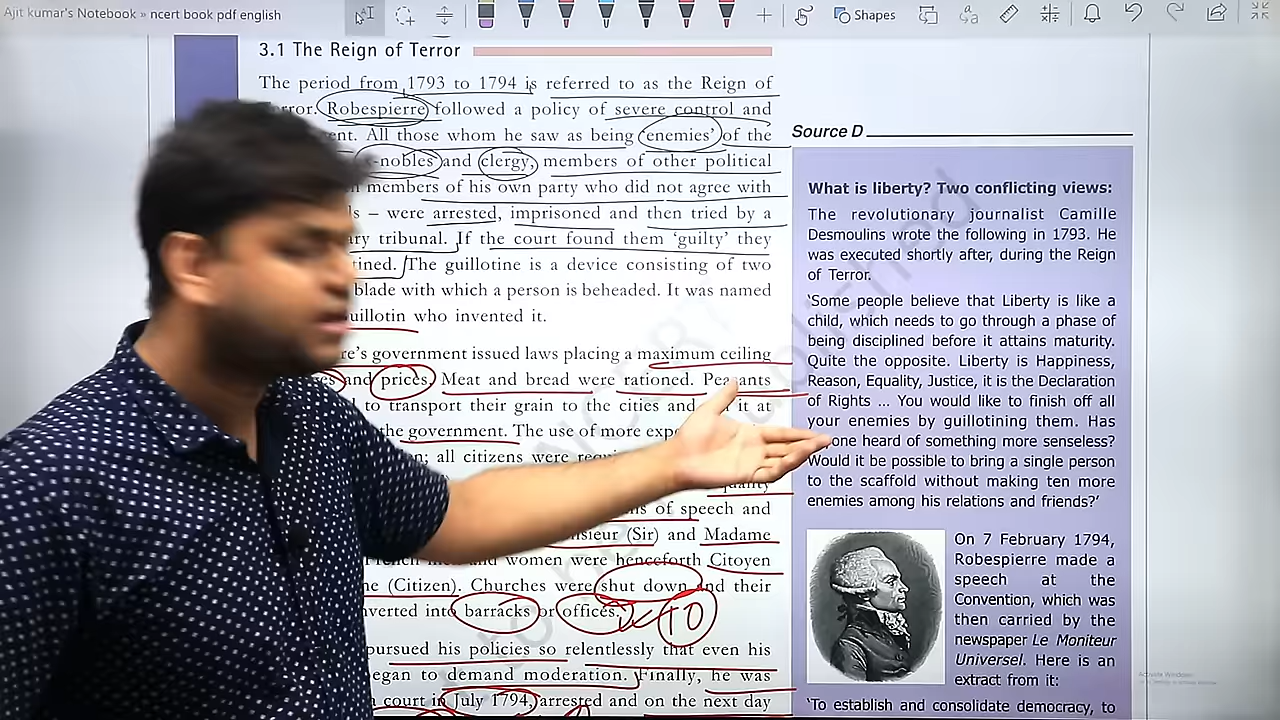 Ajit kumar's Notebook » ncert book pdf english
Shapes
3.1 The Reign of Terror
The period from 1793 to 1794 is referred to as the Reign of
Robespierre followed a policy of severe control and
All those whom he saw as being 'enemies' of the
-nobles and clergy, members of other political
members of his own party who did not agree with
– were arrested, imprisoned and then tried by a
tribunal. If the court found them 'guilty' they
The guillotine is a device consisting of two
blade with which a person is beheaded. It was named
who invented it.
government issued laws placing a maximum ceiling
and prices. Meat and bread were rationed. Peasants
to transport their grain to the cities and it at
the government. The use of more
all citizens were
of speech and
(Sir) and Madame
and women were henceforth Citoyen
(Citizen). Churches were shut down and their
into barracks or offices.
10
pursued his policies so relentlessly that even his
to demand moderation. Finally, he was
court in July 1794, arrested and on the next day
Source D
What is liberty? Two conflicting views:
The revolutionary journalist Camille
Desmoulins wrote the following in 1793. He
was executed shortly after, during the Reign
of Terror.
'Some people believe that Liberty is like a
child, which needs to go through a phase of
being disciplined before it attains maturity.
Quite the opposite. Liberty is Happiness,
Reason, Equality, Justice, it is the Declaration
of Rights ... You would like to finish off all
your enemies by guillotining them. Has
heard of something more senseless?
Would it be possible to bring a single person
to the scaffold without making ten more
enemies among his relations and friends?'
On 7 February 1794,
Robespierre made a
speech at the
Convention, which was
then carried by the
newspaper Le Moniteur
Universel. Here is an
extract from it:
'To establish and consolidate democracy, to
Activate Windows